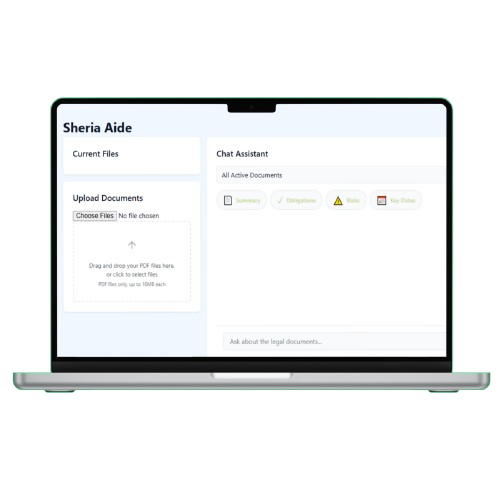 Sheria Aide
Current Files
Upload Documents
Choose Files No file chosen
Drag and drop your PDF files here,
or click to select files
PDF files only, up to 10MB each
Chat Assistant
All Active Documents
Summary
Obligations
Risks
Key Dates
Ask about the legal documents...